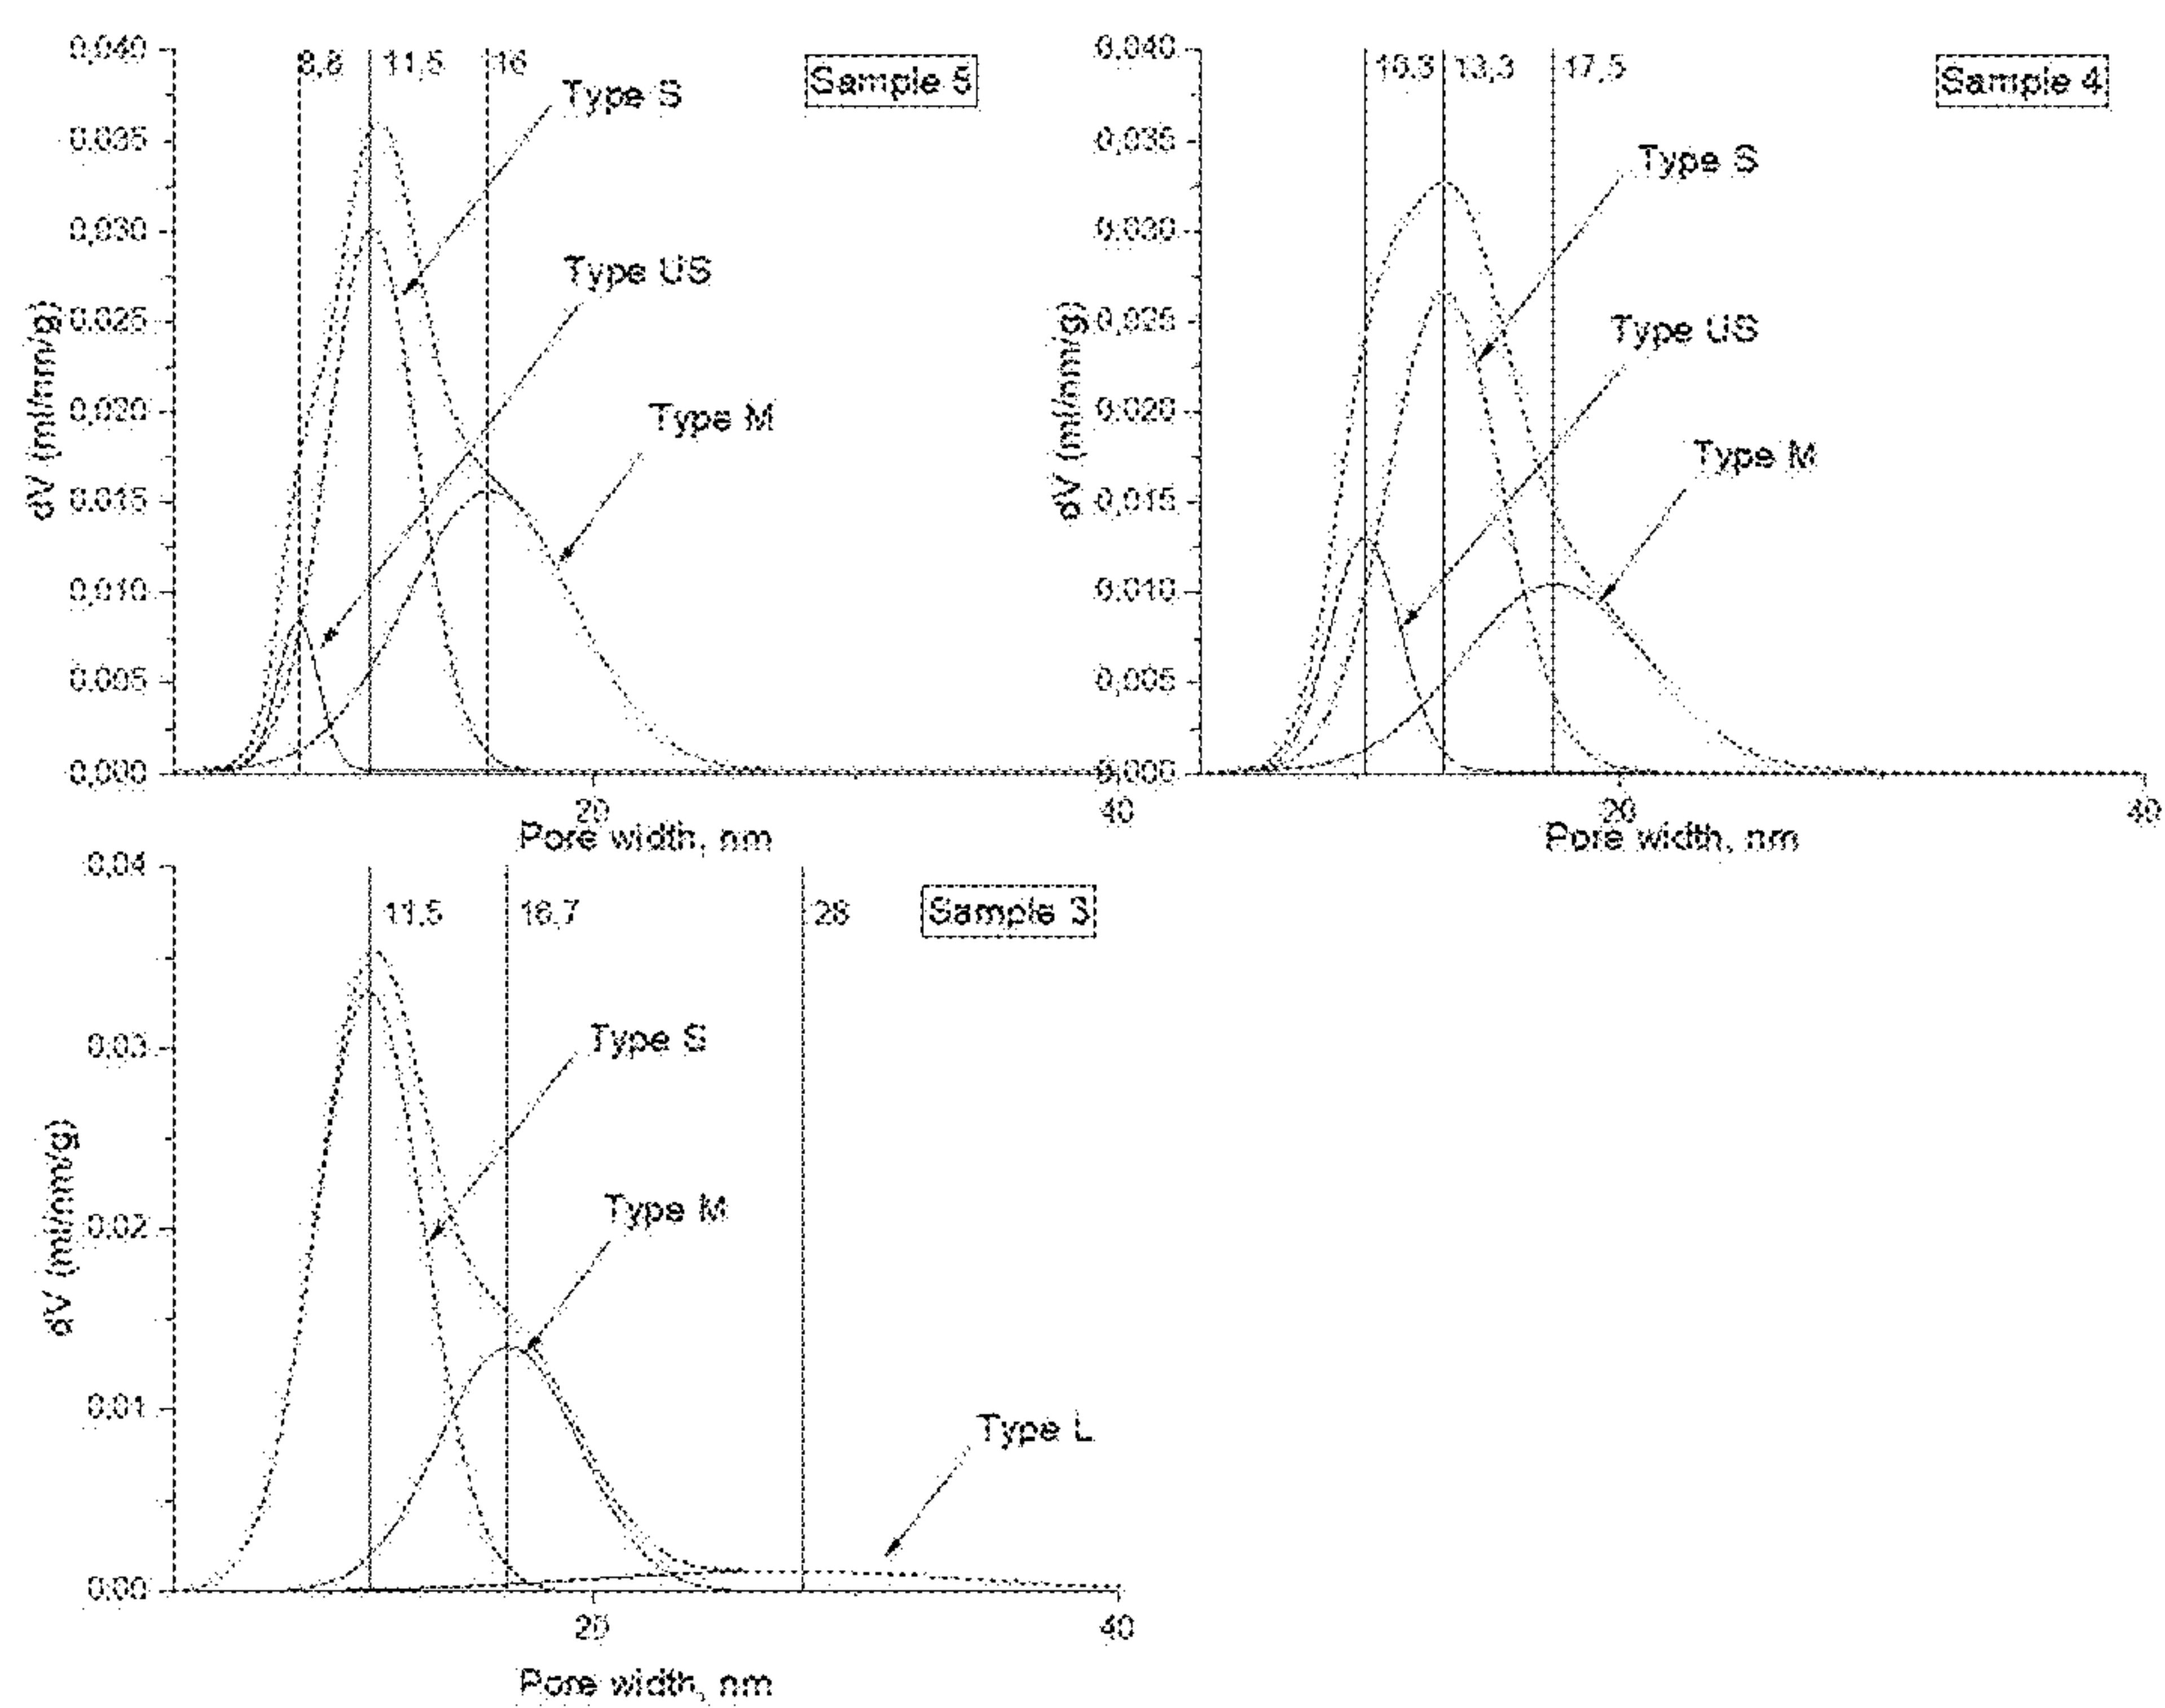 0,040
8,8 11,5 16
Sample 5
Type S
0,035
0,030
Type US
0,025
Type M
0,020
0,015
0,010
0,005
0,000
dV (ml/nm/g)
20 40
Pore width, nm
0,040
13,3 17,5
Sample 4
0,035
Type S
0,030
Type US
0,025
0,020
Type M
0,015
0,010
0,005
0,000
dV (ml/nm/g)
20 40
Pore width, nm
0,04
11,5 16,7 28
Sample 3
0,03
Type S
Type M
0,02
0,01
Type L
0,00
dV (ml/nm/g)
20 40
Pore width, nm